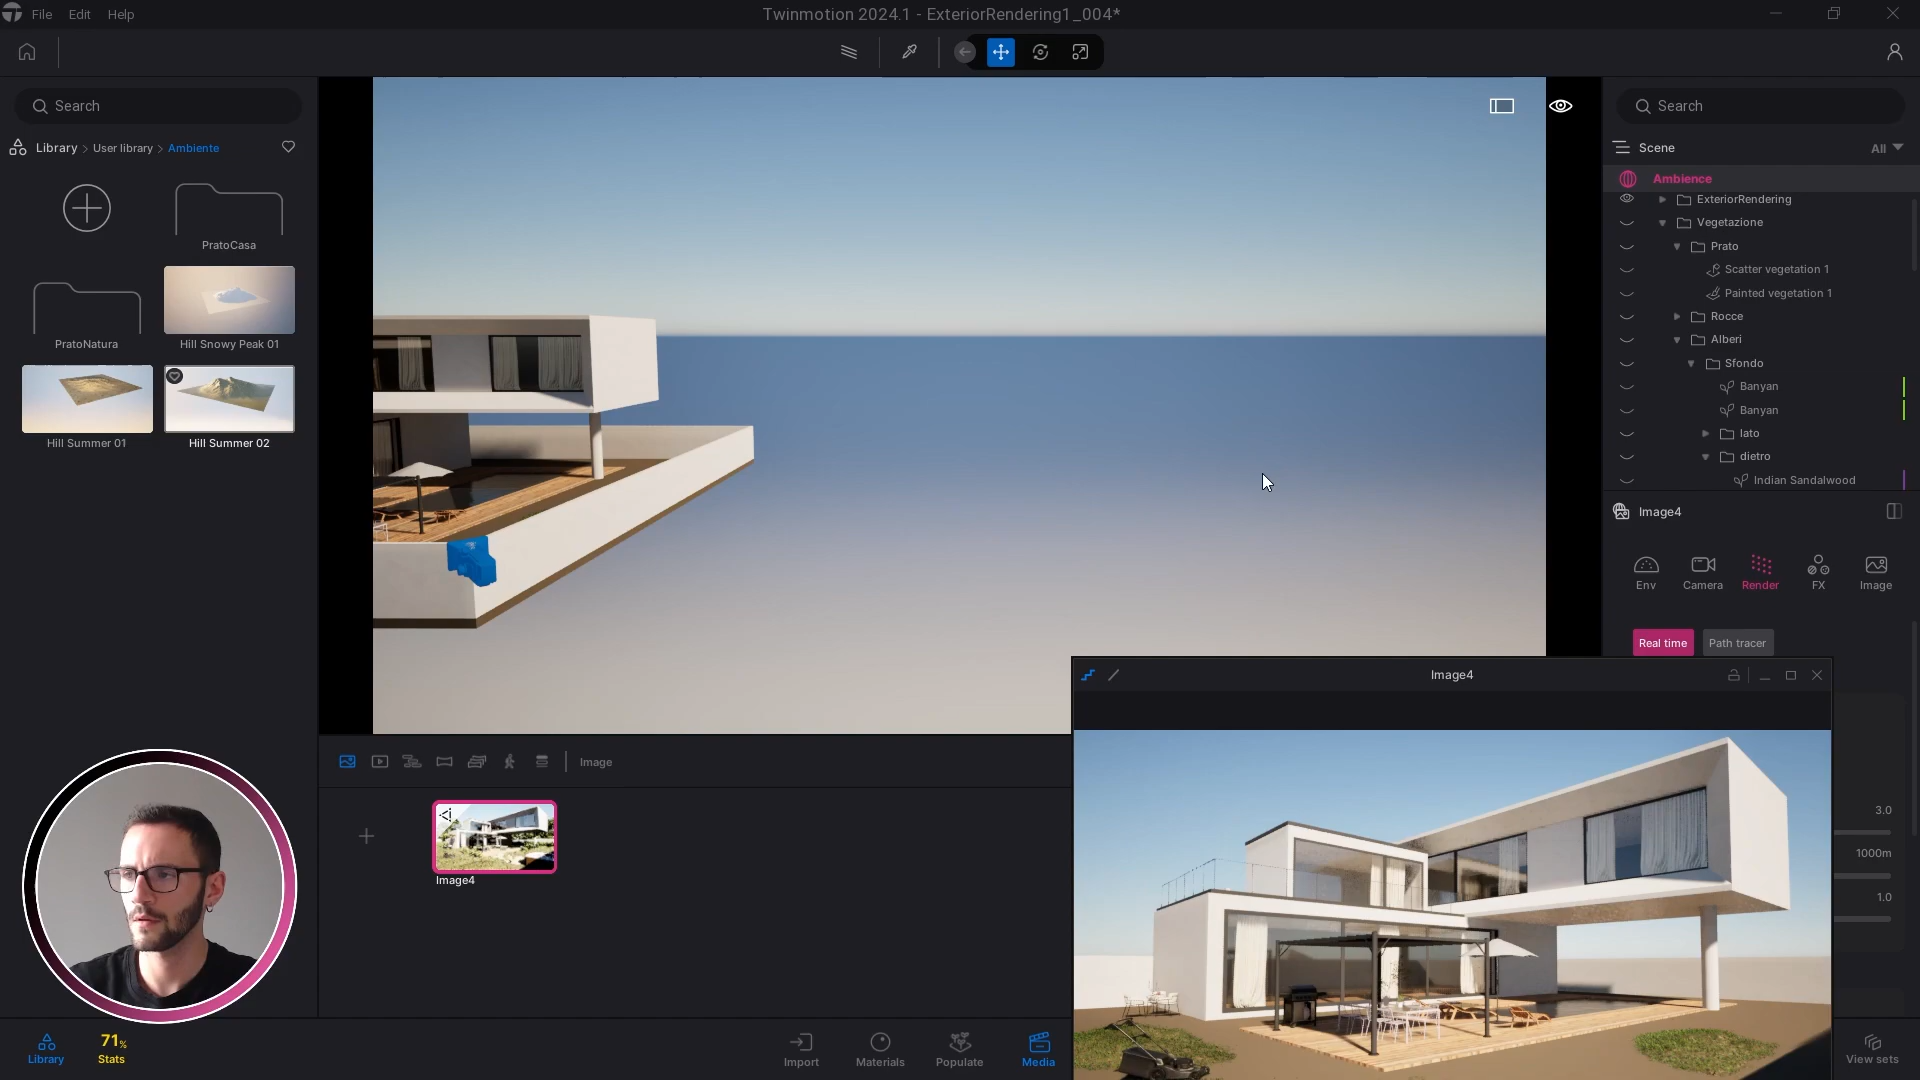 File Edit Help
Twinmotion 2024.1 - ExteriorRendering1_004*
Search
Library > User library > Ambiente
PratoCasa
PratoNatura
Hill Snowy Peak 01
Hill Summer 01
Hill Summer 02
Search
Scene
All
Ambience
ExteriorRendering
Vegetazione
Prato
Scatter vegetation 1
Painted vegetation 1
Rocce
Alberi
Sfondo
Banyan
Banyan
lato
dietro
Indian Sandalwood
Image4
Env Camera Render FX Image
Real time Path tracer
3.0
1000m
1.0
Image4
Image
Image4
Library
71%
Stats
Import Materials Populate Media
View sets